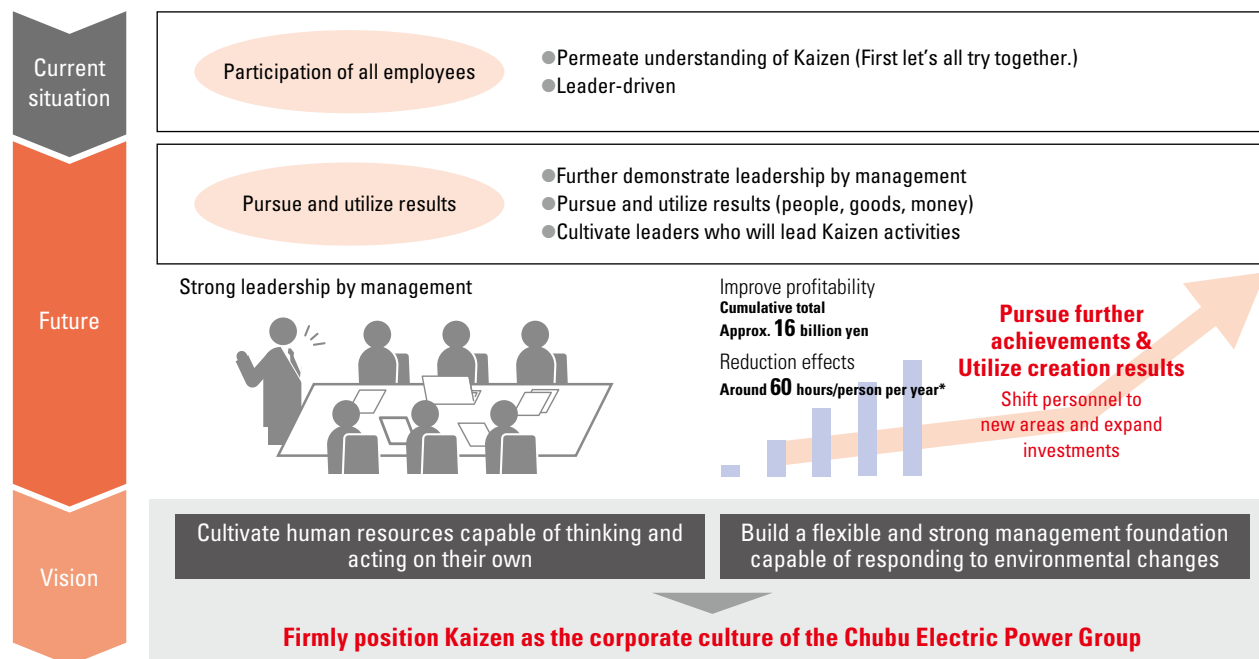 Current
situation
Participation of all employees
●Permeate understanding of Kaizen (First let's all try together.)
●Leader-driven
Future
Pursue and utilize results
●Further demonstrate leadership by management
●Pursue and utilize results (people, goods, money)
●Cultivate leaders who will lead Kaizen activities
Strong leadership by management
Improve profitability
Cumulative total
Approx. 16 billion yen
Reduction effects
Around 60 hours/person per year*
Pursue further
achievements &
Utilize creation results
Shift personnel to
new areas and expand
investments
Vision
Cultivate human resources capable of thinking and
acting on their own
Build a flexible and strong management foundation
capable of responding to environmental changes
Firmly position Kaizen as the corporate culture of the Chubu Electric Power Group